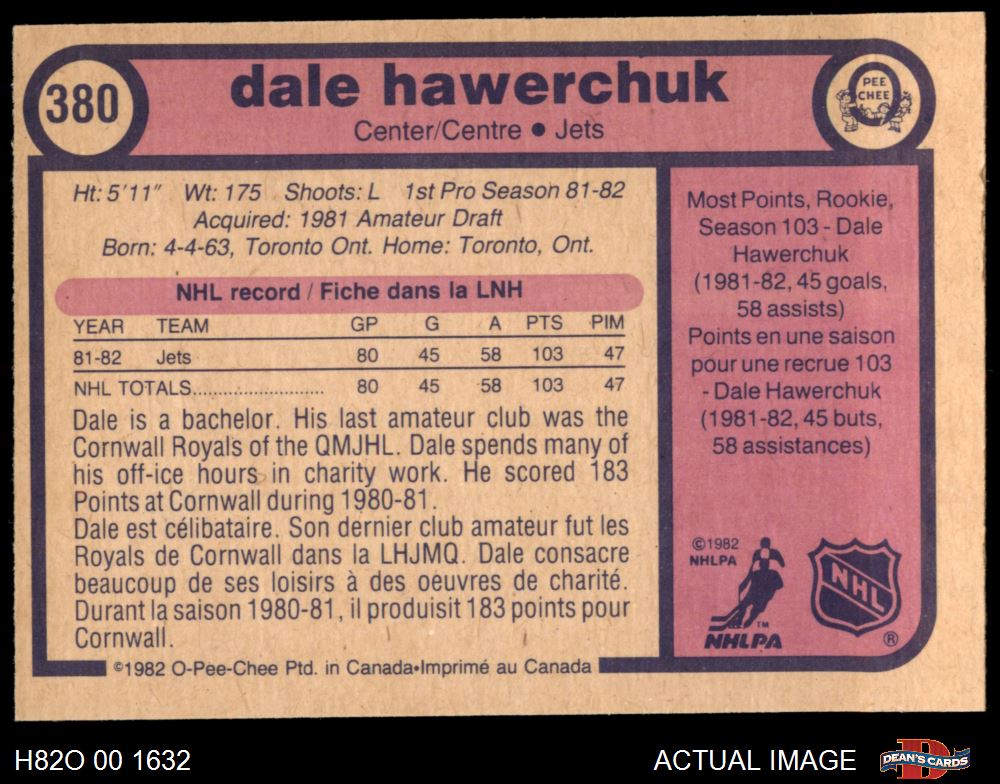 380
dale hawerchuk
Center/Centre ● Jets
PEE
CHEE
Ht: 5'11" Wt: 175 Shoots: L 1st Pro Season 81-82
Acquired: 1981 Amateur Draft
Born: 4-4-63, Toronto Ont. Home: Toronto, Ont.
NHL record / Fiche dans la LNH
YEAR TEAM GP G A PTS PIM
81-82 Jets 80 45 58 103 47
NHL TOTALS......................... 80 45 58 103 47
Dale is a bachelor. His last amateur club was the
Cornwall Royals of the QMJHL. Dale spends many of
his off-ice hours in charity work. He scored 183
Points at Cornwall during 1980-81.
Dale est célibataire. Son dernier club amateur fut les
Royals de Cornwall dans la LHJMQ. Dale consacre
beaucoup de ses loisirs à des oeuvres de charité.
Durant la saison 1980-81, il produisit 183 points pour
Cornwall.
Most Points, Rookie,
Season 103 - Dale
Hawerchuk
(1981-82, 45 goals,
58 assists)
Points en une saison
pour une recrue 103
- Dale Hawerchuk
(1981-82, 45 buts,
58 assistances)
©1982
NHLPA
TM
NHLPA
NHL
®
©1982 O-Pee-Chee Ptd. in Canada•Imprimé au Canada
H82O 00 1632
ACTUAL IMAGE
D
DEAN'S CARDS